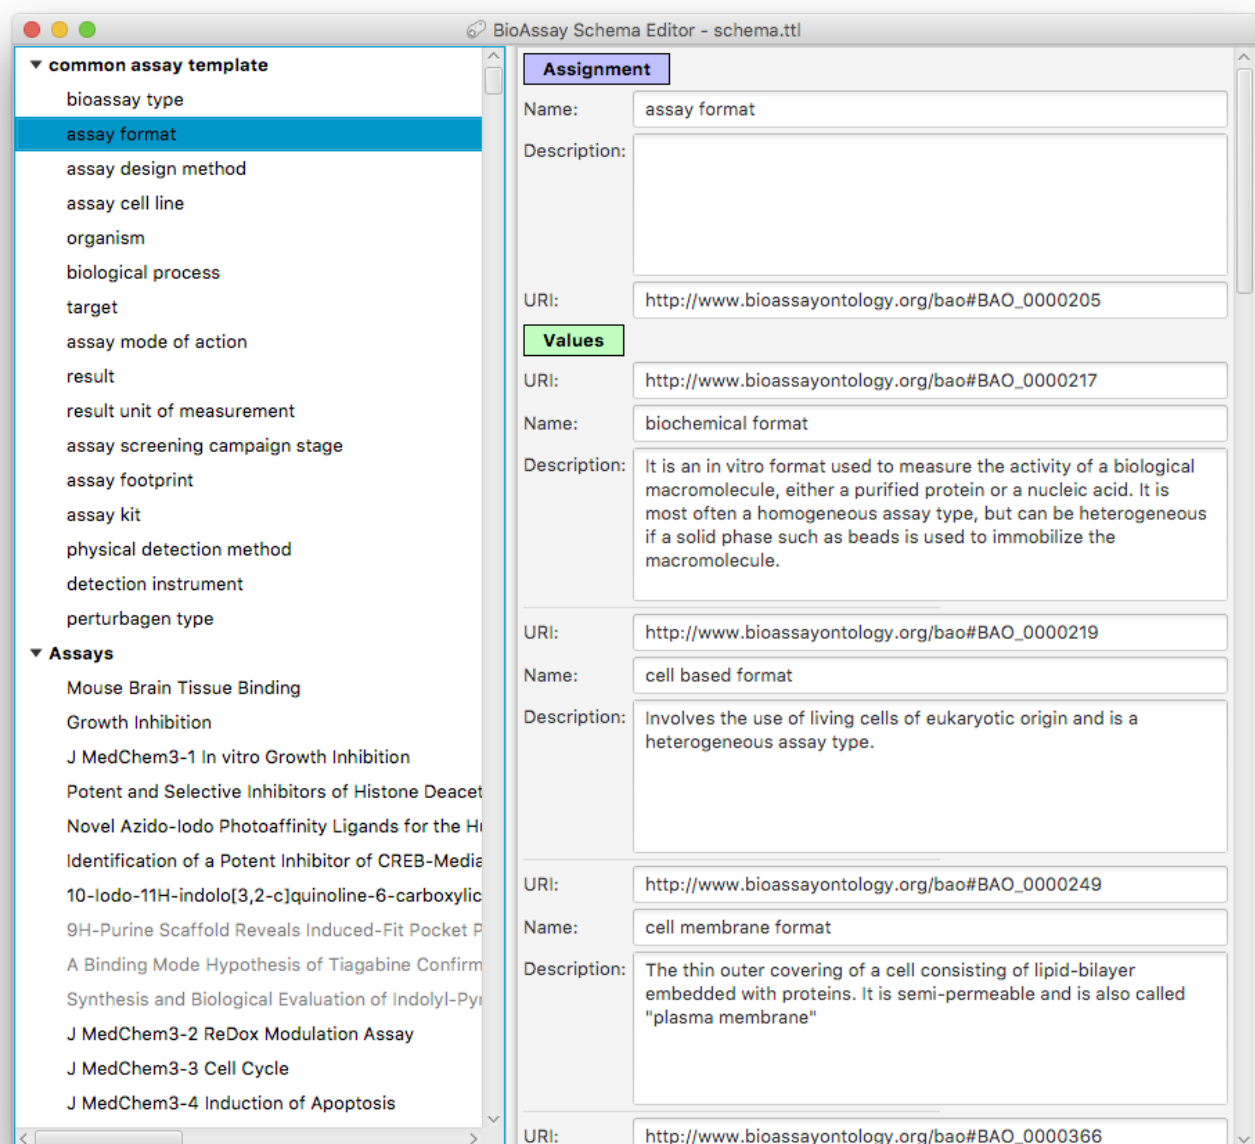 BioAssay Schema Editor - schema.ttl
common assay template
bioassay type
assay format
assay design method
assay cell line
organism
biological process
target
assay mode of action
result
result unit of measurement
assay screening campaign stage
assay footprint
assay kit
physical detection method
detection instrument
perturbagen type
Assays
Mouse Brain Tissue Binding
Growth Inhibition
J MedChem3-1 In vitro Growth Inhibition
Potent and Selective Inhibitors of Histone Deacet
Novel Azido-Iodo Photoaffinity Ligands for the Hu
Identification of a Potent Inhibitor of CREB-Media
10-Iodo-11H-indolo[3,2-c]quinoline-6-carboxylic
9H-Purine Scaffold Reveals Induced-Fit Pocket P
A Binding Mode Hypothesis of Tiagabine Confirm
Synthesis and Biological Evaluation of Indolyl-Pyr
J MedChem3-2 ReDox Modulation Assay
J MedChem3-3 Cell Cycle
J MedChem3-4 Induction of Apoptosis
Assignment
Name: assay format
Description:
URI: http://www.bioassayontology.org/bao#BAO_0000205
Values
URI: http://www.bioassayontology.org/bao#BAO_0000217
Name: biochemical format
Description: It is an in vitro format used to measure the activity of a biological
macromolecule, either a purified protein or a nucleic acid. It is
most often a homogeneous assay type, but can be heterogeneous
if a solid phase such as beads is used to immobilize the
macromolecule.
URI: http://www.bioassayontology.org/bao#BAO_0000219
Name: cell based format
Description: Involves the use of living cells of eukaryotic origin and is a
heterogeneous assay type.
URI: http://www.bioassayontology.org/bao#BAO_0000249
Name: cell membrane format
Description: The thin outer covering of a cell consisting of lipid-bilayer
embedded with proteins. It is semi-permeable and is also called
"plasma membrane"
URI: http://www.bioassayontology.org/bao#BAO_0000366